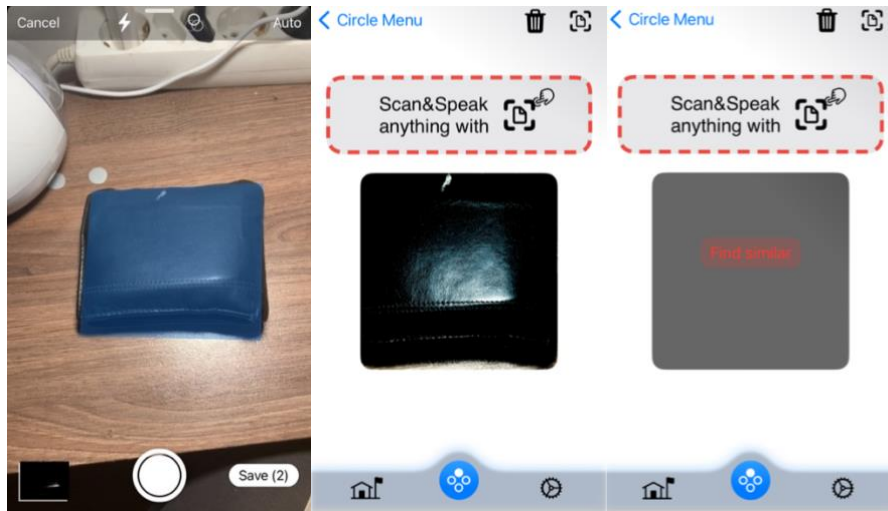 Cancel
Auto
Save (2)
Circle Menu
Scan&Speak
anything with
Circle Menu
Scan&Speak
anything with
Find similar